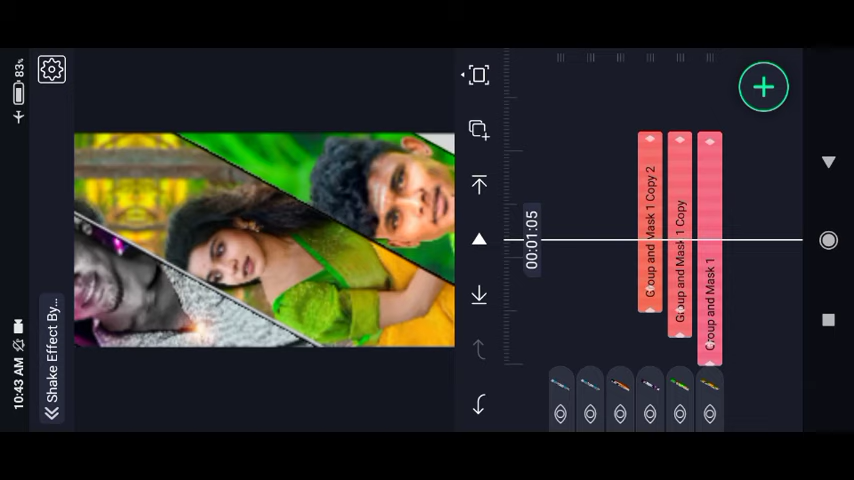 10:43 AM
83%
Shake Effect By...
00:01:05
Group and Mask 1 Copy 2
Group and Mask 1 Copy
Group and Mask 1